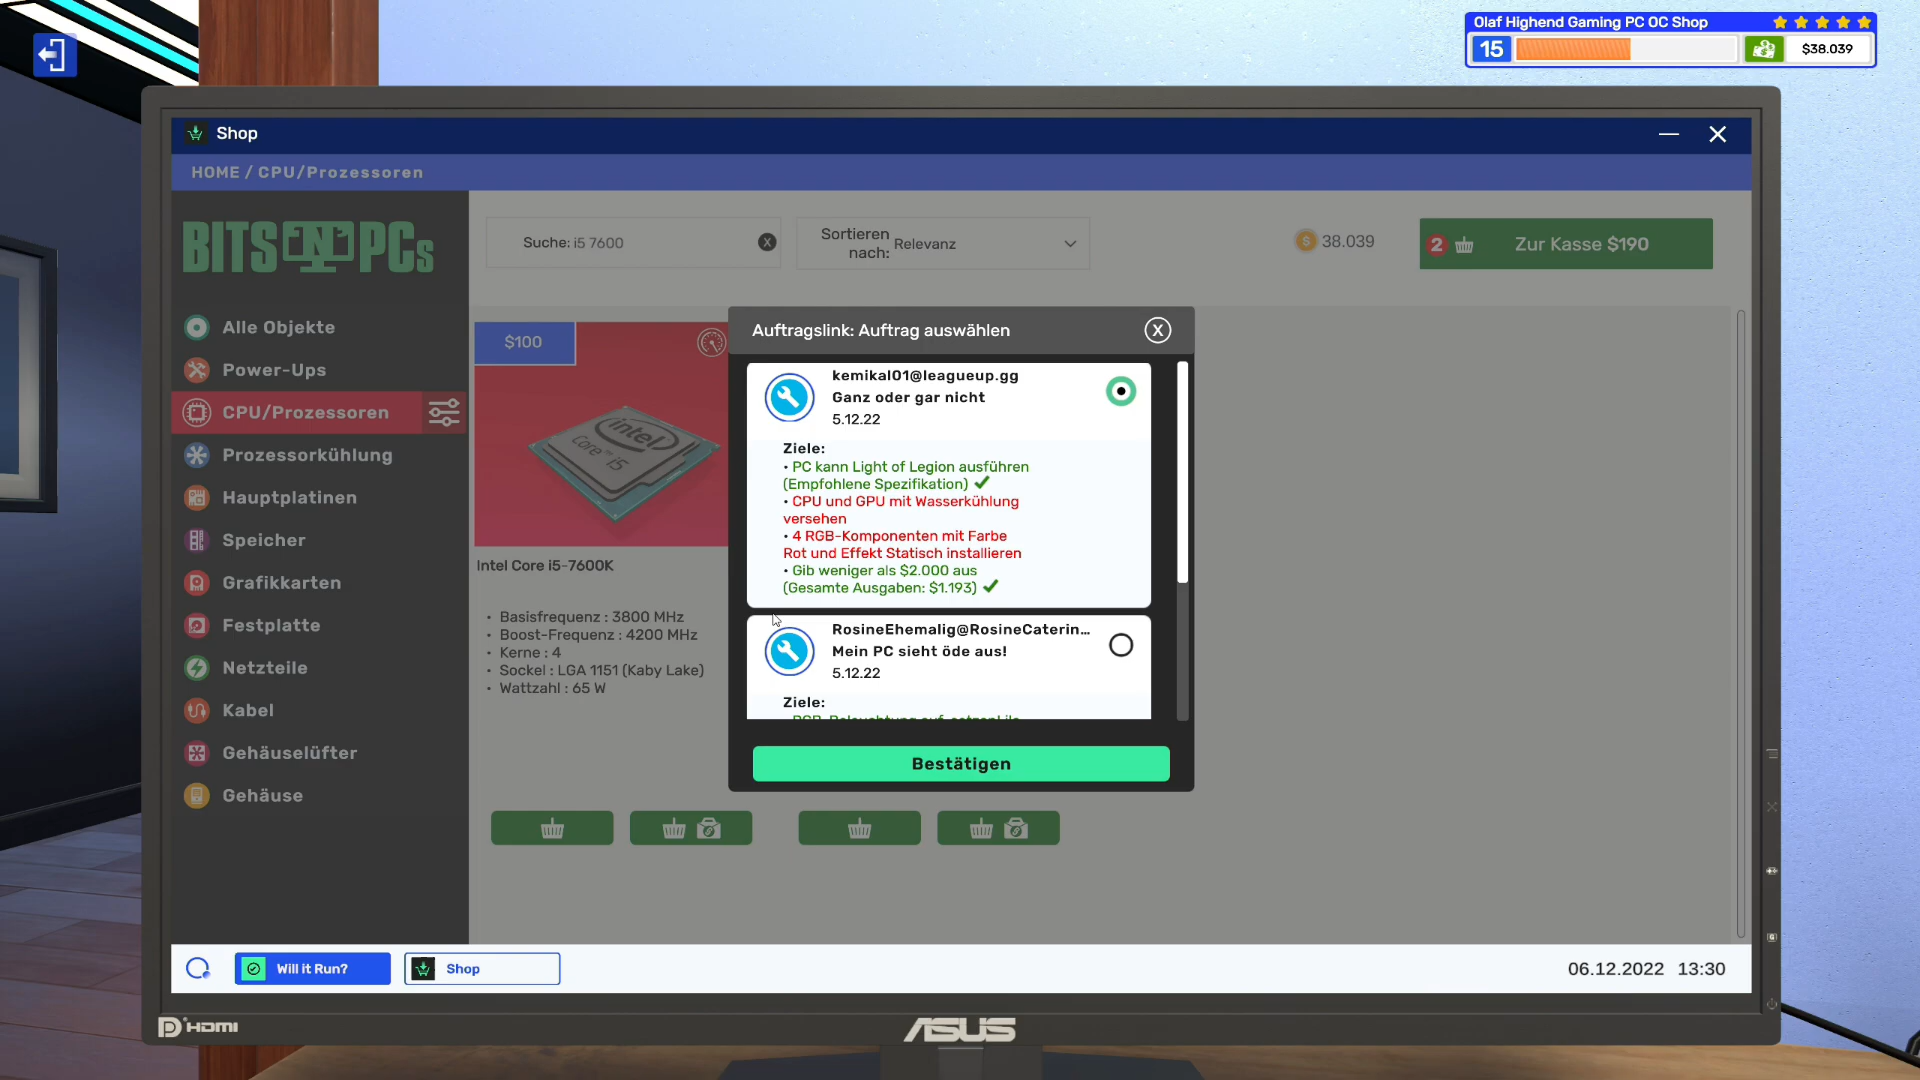 Olaf Highend Gaming PC OC Shop
15
$38.039
Shop
HOME / CPU/Prozessoren
BITS N PCs
Suche: i5 7600
X
Sortieren nach: Relevanz
38.039
2
Zur Kasse $190
Alle Objekte
Power-Ups
CPU/Prozessoren
Prozessorkühlung
Hauptplatinen
Speicher
Grafikkarten
Festplatte
Netzteile
Kabel
Gehäuselüfter
Gehäuse
$100
intel
Core™ i5
Intel Core i5-7600K
• Basisfrequenz : 3800 MHz
• Boost-Frequenz : 4200 MHz
• Kerne : 4
• Sockel : LGA 1151 (Kaby Lake)
• Wattzahl : 65 W
Auftragslink: Auftrag auswählen
X
kemikal01@leagueup.gg
Ganz oder gar nicht
5.12.22
Ziele:
• PC kann Light of Legion ausführen
(Empfohlene Spezifikation) ✓
• CPU und GPU mit Wasserkühlung
versehen
• 4 RGB-Komponenten mit Farbe
Rot und Effekt Statisch installieren
• Gib weniger als $2.000 aus
(Gesamte Ausgaben: $1.193) ✓
RosineEhemalig@RosineCaterin...
Mein PC sieht öde aus!
5.12.22
Ziele:
Bestätigen
Will it Run?
Shop
06.12.2022 13:30
HDMI
ASUS